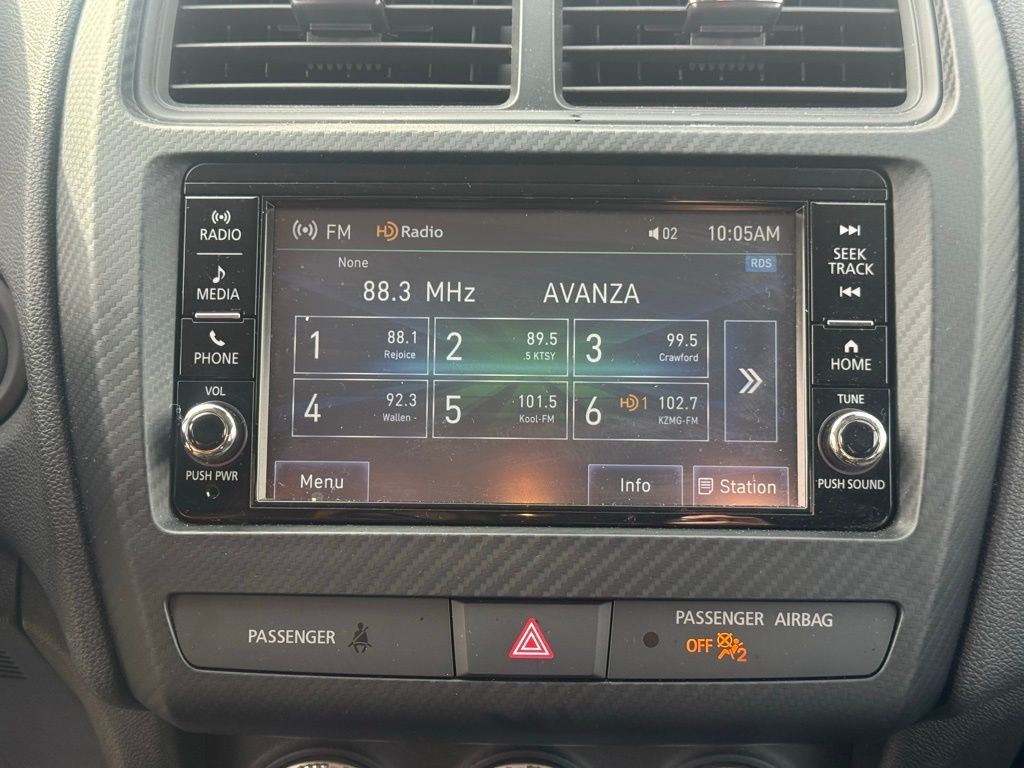 RADIO
MEDIA
PHONE
VOL
PUSH PWR
FM HD Radio 02 10:05AM
None RDS
88.3 MHz AVANZA
1 88.1 Rejoice
2 89.5 .5 KTSY
3 99.5 Crawford
4 92.3 Wallen -
5 101.5 Kool-FM
6 HD1 102.7 KZMG-FM
Menu Info Station
SEEK
TRACK
HOME
TUNE
PUSH SOUND
PASSENGER
PASSENGER AIRBAG
OFF 2